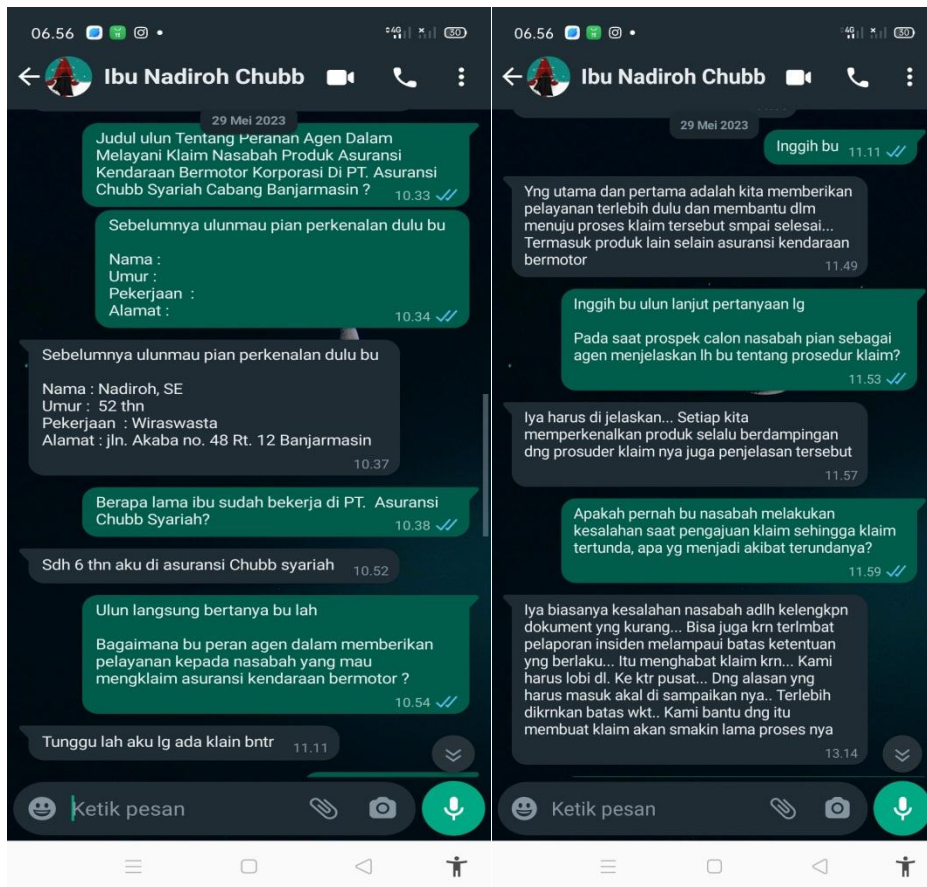 06.56
4G
30
Ibu Nadiroh Chubb
29 Mei 2023
Judul ulun Tentang Peranan Agen Dalam
Melayani Klaim Nasabah Produk Asuransi
Kendaraan Bermotor Korporasi Di PT. Asuransi
Chubb Syariah Cabang Banjarmasin ?
10.33
Sebelumnya ulunmau pian perkenalan dulu bu
Nama :
Umur :
Pekerjaan :
Alamat :
10.34
Sebelumnya ulunmau pian perkenalan dulu bu
Nama : Nadiroh, SE
Umur : 52 thn
Pekerjaan : Wiraswasta
Alamat : jln. Akaba no. 48 Rt. 12 Banjarmasin
10.37
Berapa lama ibu sudah bekerja di PT. Asuransi
Chubb Syariah?
10.38
Sdh 6 thn aku di asuransi Chubb syariah
10.52
Ulun langsung bertanya bu lah
Bagaimana bu peran agen dalam memberikan
pelayanan kepada nasabah yang mau
mengklaim asuransi kendaraan bermotor ?
10.54
Tunggu lah aku lg ada klain bntr
11.11
Ketik pesan
06.56
4G
30
Ibu Nadiroh Chubb
29 Mei 2023
Inggih bu
11.11
Yng utama dan pertama adalah kita memberikan
pelayanan terlebih dulu dan membantu dlm
menuju proses klaim tersebut smpai selesai...
Termasuk produk lain selain asuransi kendaraan
bermotor
11.49
Inggih bu ulun lanjut pertanyaan lg
Pada saat prospek calon nasabah pian sebagai
agen menjelaskan lh bu tentang prosedur klaim?
11.53
Iya harus di jelaskan... Setiap kita
memperkenalkan produk selalu berdampingan
dng prosuder klaim nya juga penjelasan tersebut
11.57
Apakah pernah bu nasabah melakukan
kesalahan saat pengajuan klaim sehingga klaim
tertunda, apa yg menjadi akibat terundanya?
11.59
Iya biasanya kesalahan nasabah adlh kelengkpn
dokument yng kurang... Bisa juga krn terlmbat
pelaporan insiden melampaui batas ketentuan
yng berlaku... Itu menghabat klaim krn... Kami
harus lobi dl. Ke ktr pusat... Dng alasan yng
harus masuk akal di sampaikan nya.. Terlebih
dikrnkan batas wkt.. Kami bantu dng itu
membuat klaim akan smakin lama proses nya
13.14
Ketik pesan